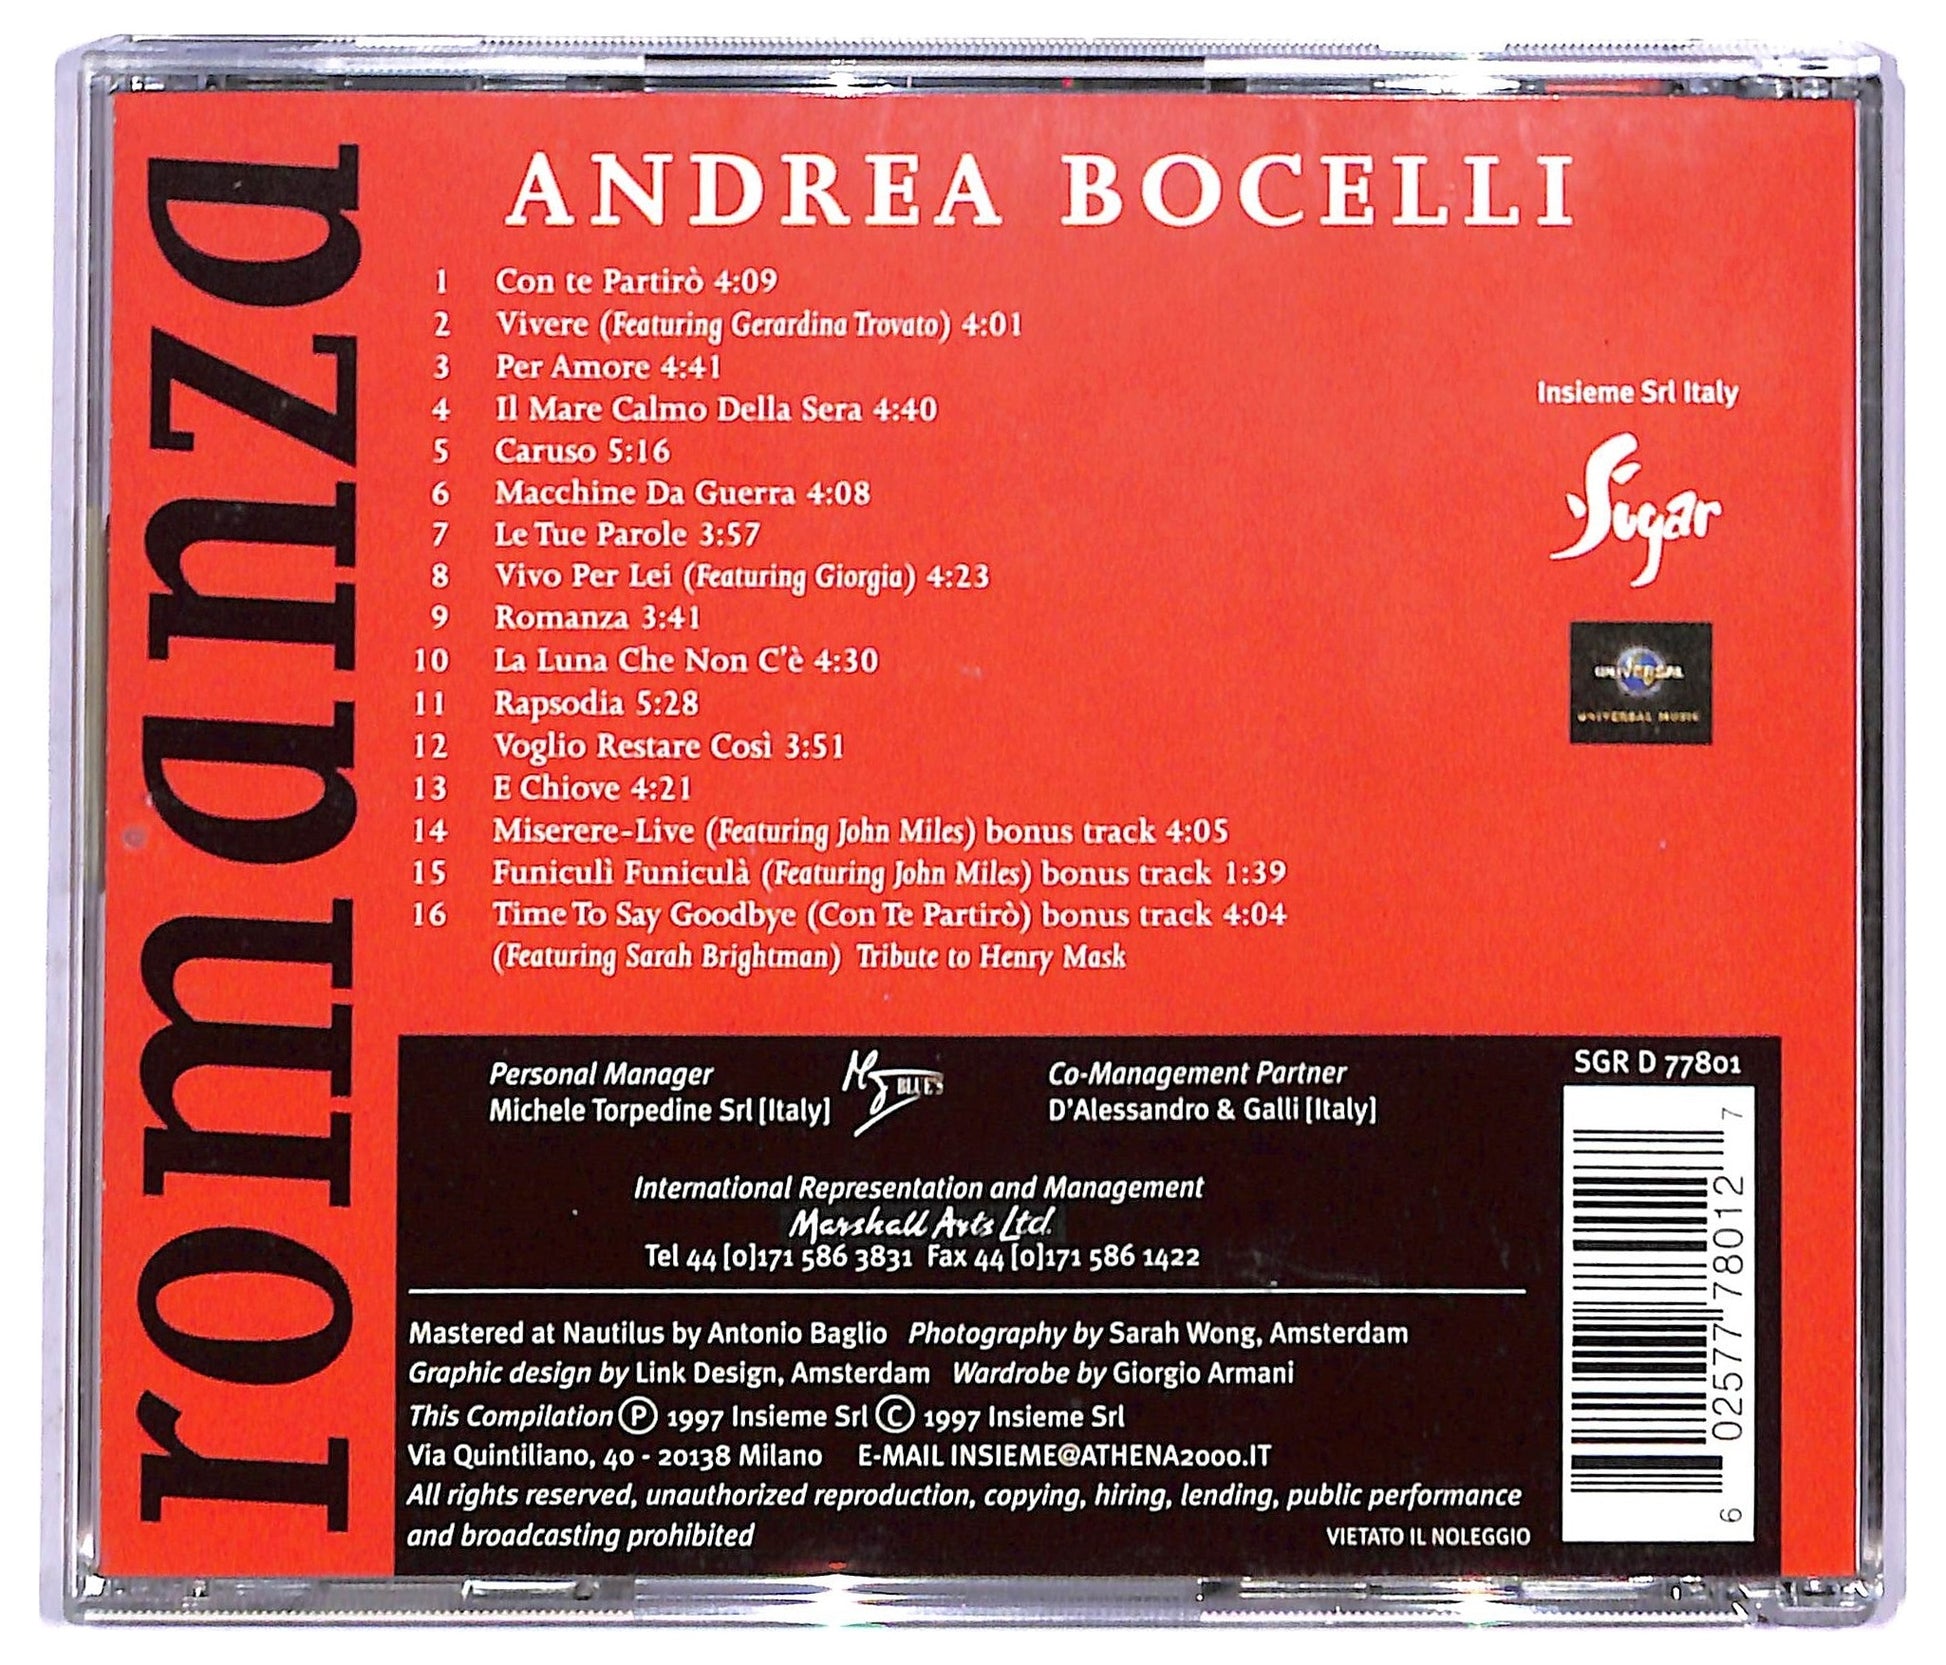 romanza
ANDREA BOCELLI
1 Con te Partirò 4:09
2 Vivere (Featuring Gerardina Trovato) 4:01
3 Per Amore 4:41
4 Il Mare Calmo Della Sera 4:40
5 Caruso 5:16
6 Macchine Da Guerra 4:08
7 Le Tue Parole 3:57
8 Vivo Per Lei (Featuring Giorgia) 4:23
9 Romanza 3:41
10 La Luna Che Non C'è 4:30
11 Rapsodia 5:28
12 Voglio Restare Così 3:51
13 E Chiove 4:21
14 Miserere-Live (Featuring John Miles) bonus track 4:05
15 Funiculì Funiculà (Featuring John Miles) bonus track 1:39
16 Time To Say Goodbye (Con Te Partirò) bonus track 4:04
(Featuring Sarah Brightman) Tribute to Henry Mask
Insieme Srl Italy
Sugar
UNIVERSAL
UNIVERSAL MUSIC
Personal Manager
Michele Torpedine Srl [Italy]
BLUE'S
Co-Management Partner
D'Alessandro & Galli [Italy]
International Representation and Management
Marshall Arts Ltd.
Tel 44 [0]171 586 3831 Fax 44 [0]171 586 1422
Mastered at Nautilus by Antonio Baglio Photography by Sarah Wong, Amsterdam
Graphic design by Link Design, Amsterdam Wardrobe by Giorgio Armani
This Compilation Ⓟ 1997 Insieme Srl © 1997 Insieme Srl
Via Quintiliano, 40 - 20138 Milano E-MAIL INSIEME@ATHENA2000.IT
All rights reserved, unauthorized reproduction, copying, hiring, lending, public performance
and broadcasting prohibited
VIETATO IL NOLEGGIO
SGR D 77801
6 02577 78012 7